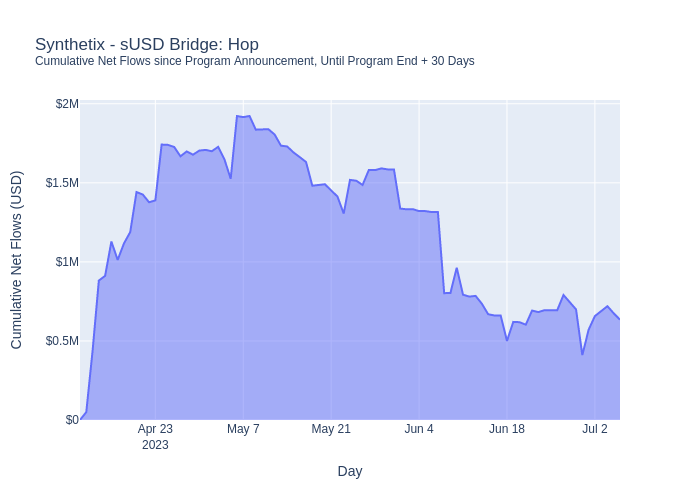 Synthetix - sUSD Bridge: Hop
Cumulative Net Flows since Program Announcement, Until Program End + 30 Days
Cumulative Net Flows (USD)
$2M
$1.5M
$1M
$0.5M
$0
Apr 23
2023
May 7
May 21
Jun 4
Jun 18
Jul 2
Day